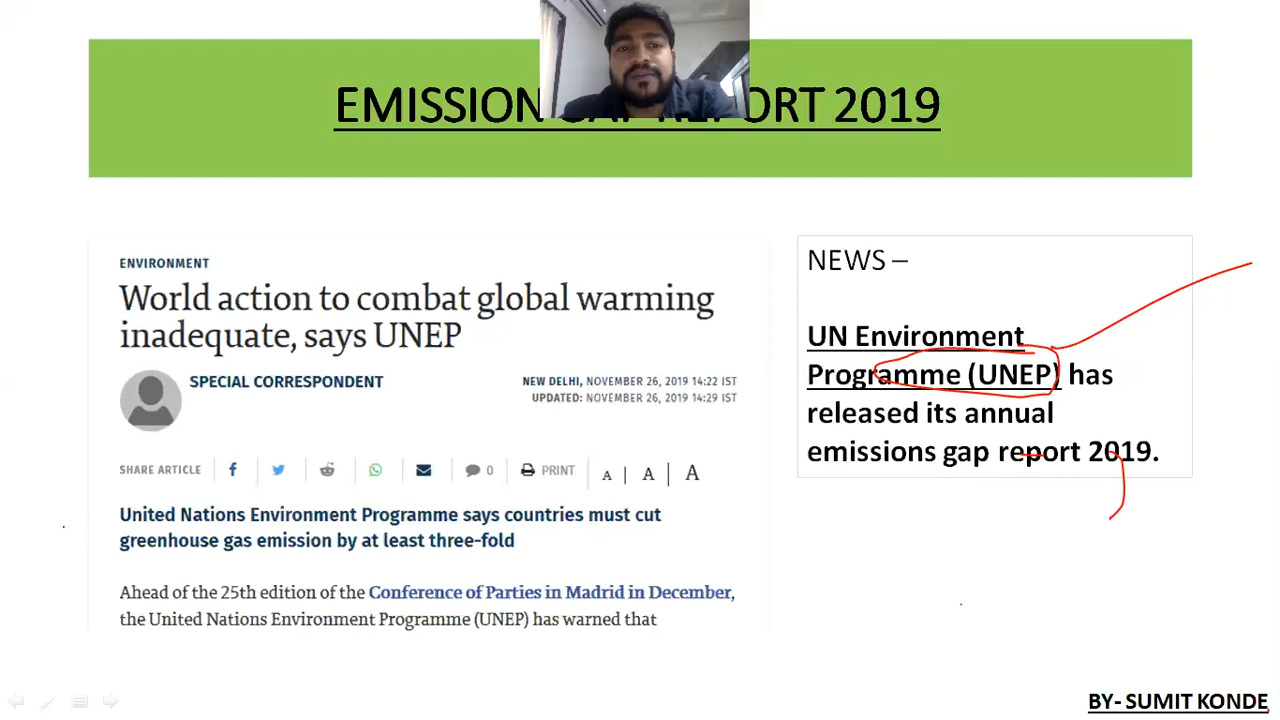 EMISSION GAP REPORT 2019
ENVIRONMENT
World action to combat global warming
inadequate, says UNEP
SPECIAL CORRESPONDENT
NEW DELHI, NOVEMBER 26, 2019 14:22 IST
UPDATED: NOVEMBER 26, 2019 14:29 IST
SHARE ARTICLE
0
PRINT
A | A | A
United Nations Environment Programme says countries must cut
greenhouse gas emission by at least three-fold
Ahead of the 25th edition of the Conference of Parties in Madrid in December,
the United Nations Environment Programme (UNEP) has warned that
NEWS –
UN Environment
Programme (UNEP) has
released its annual
emissions gap report 2019.
BY- SUMIT KONDE